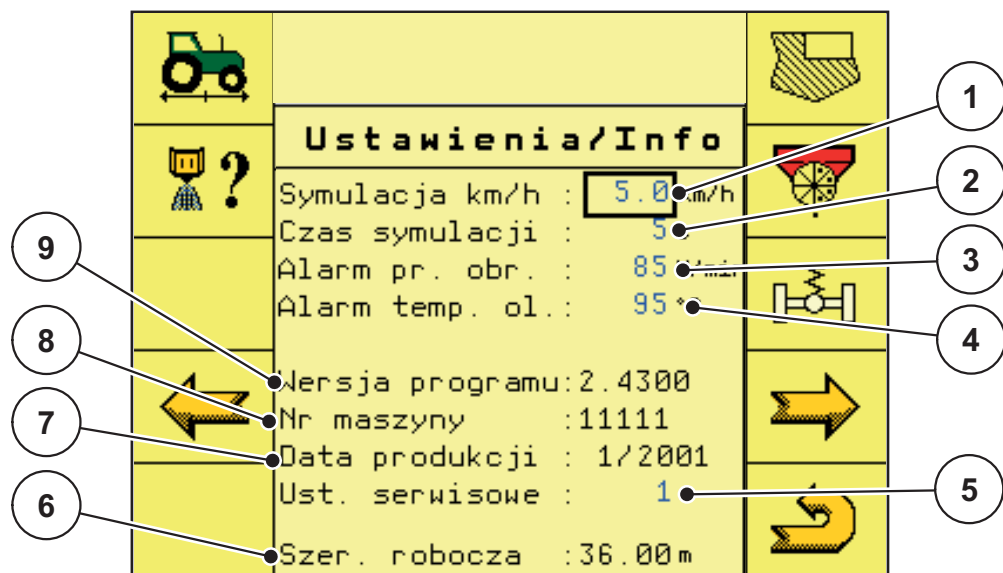 Ustawienia/Info
?
Symulacja km/h : 5.0 km/h
Czas symulacji : 5
Alarm pr. obr. : 85
Alarm temp. ol.: 95
Wersja programu:2.4300
Nr maszyny :11111
Data produkcji : 1/2001
Ust. serwisowe : 1
Szer. robocza :36.00 m
1
2
3
4
5
6
7
8
9